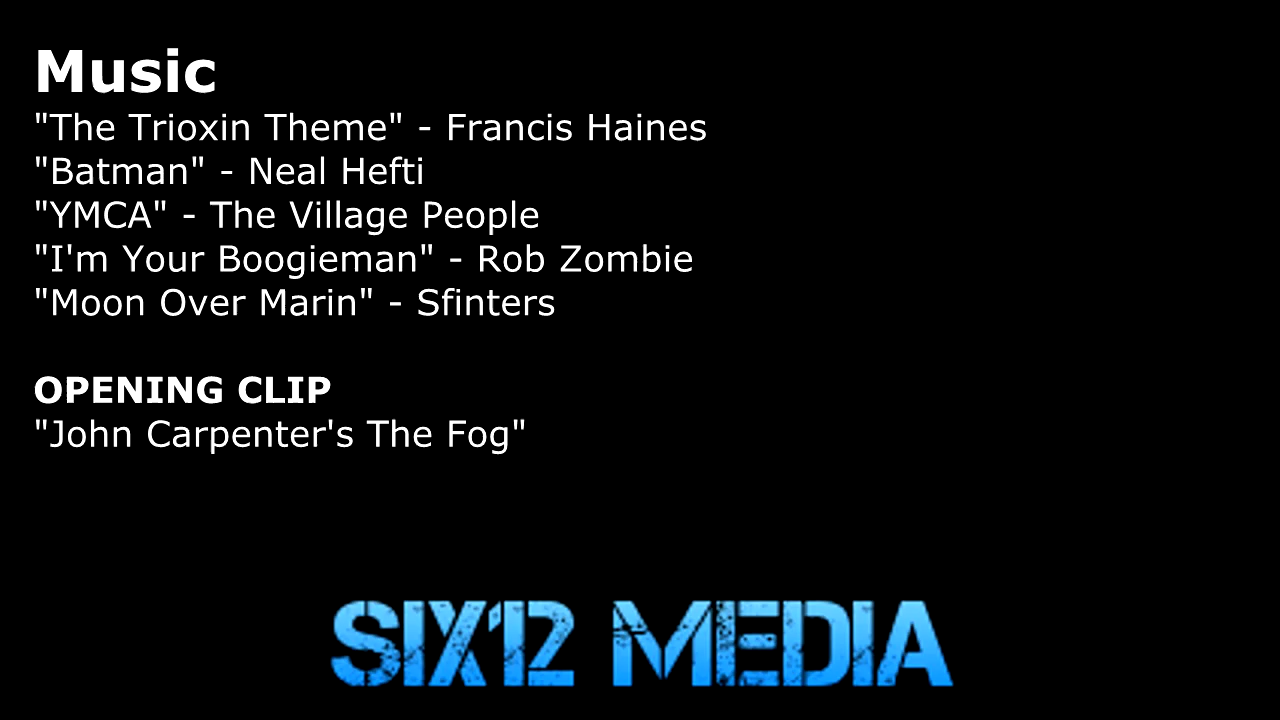 Music
"The Trioxin Theme" - Francis Haines
"Batman" - Neal Hefti
"YMCA" - The Village People
"I'm Your Boogieman" - Rob Zombie
"Moon Over Marin" - Sfinters
OPENING CLIP
"John Carpenter's The Fog"
SIX12 MEDIA